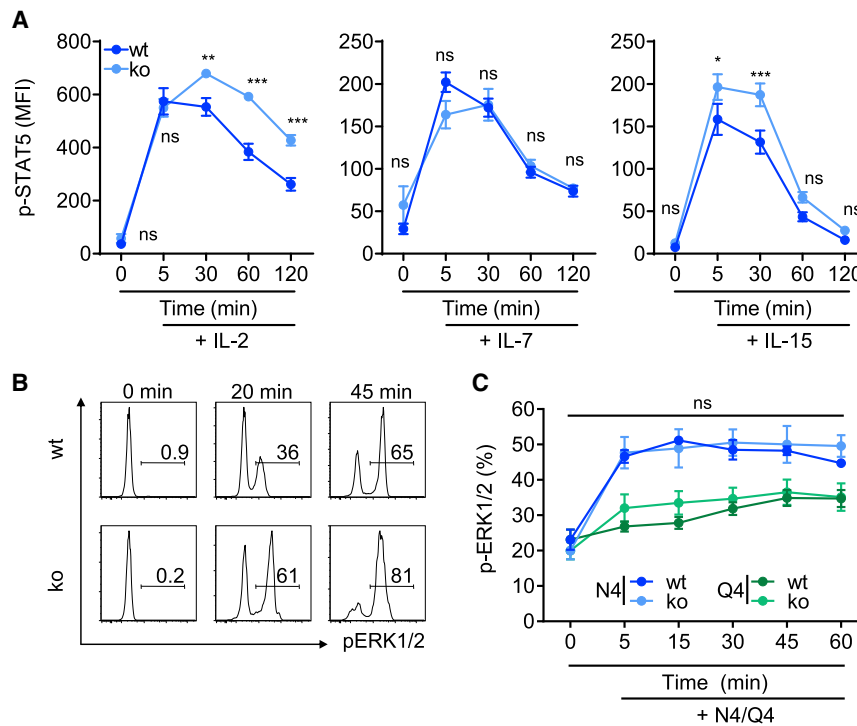 A
p-STAT5 (MFI)
800
600
400
200
0
wt
ko
ns
ns
**
***
***
0 5 30 60 120
Time (min)
+ IL-2
250
200
150
100
50
0
ns
ns
ns
ns
ns
0 5 30 60 120
Time (min)
+ IL-7
250
200
150
100
50
0
ns
*
***
ns
ns
0 5 30 60 120
Time (min)
+ IL-15
B
0 min 20 min 45 min
wt
0.9 36 65
ko
0.2 61 81
pERK1/2
C
p-ERK1/2 (%)
60
50
40
30
20
10
0
ns
N4 wt Q4 wt
ko ko
0 5 15 30 45 60
Time (min)
+ N4/Q4